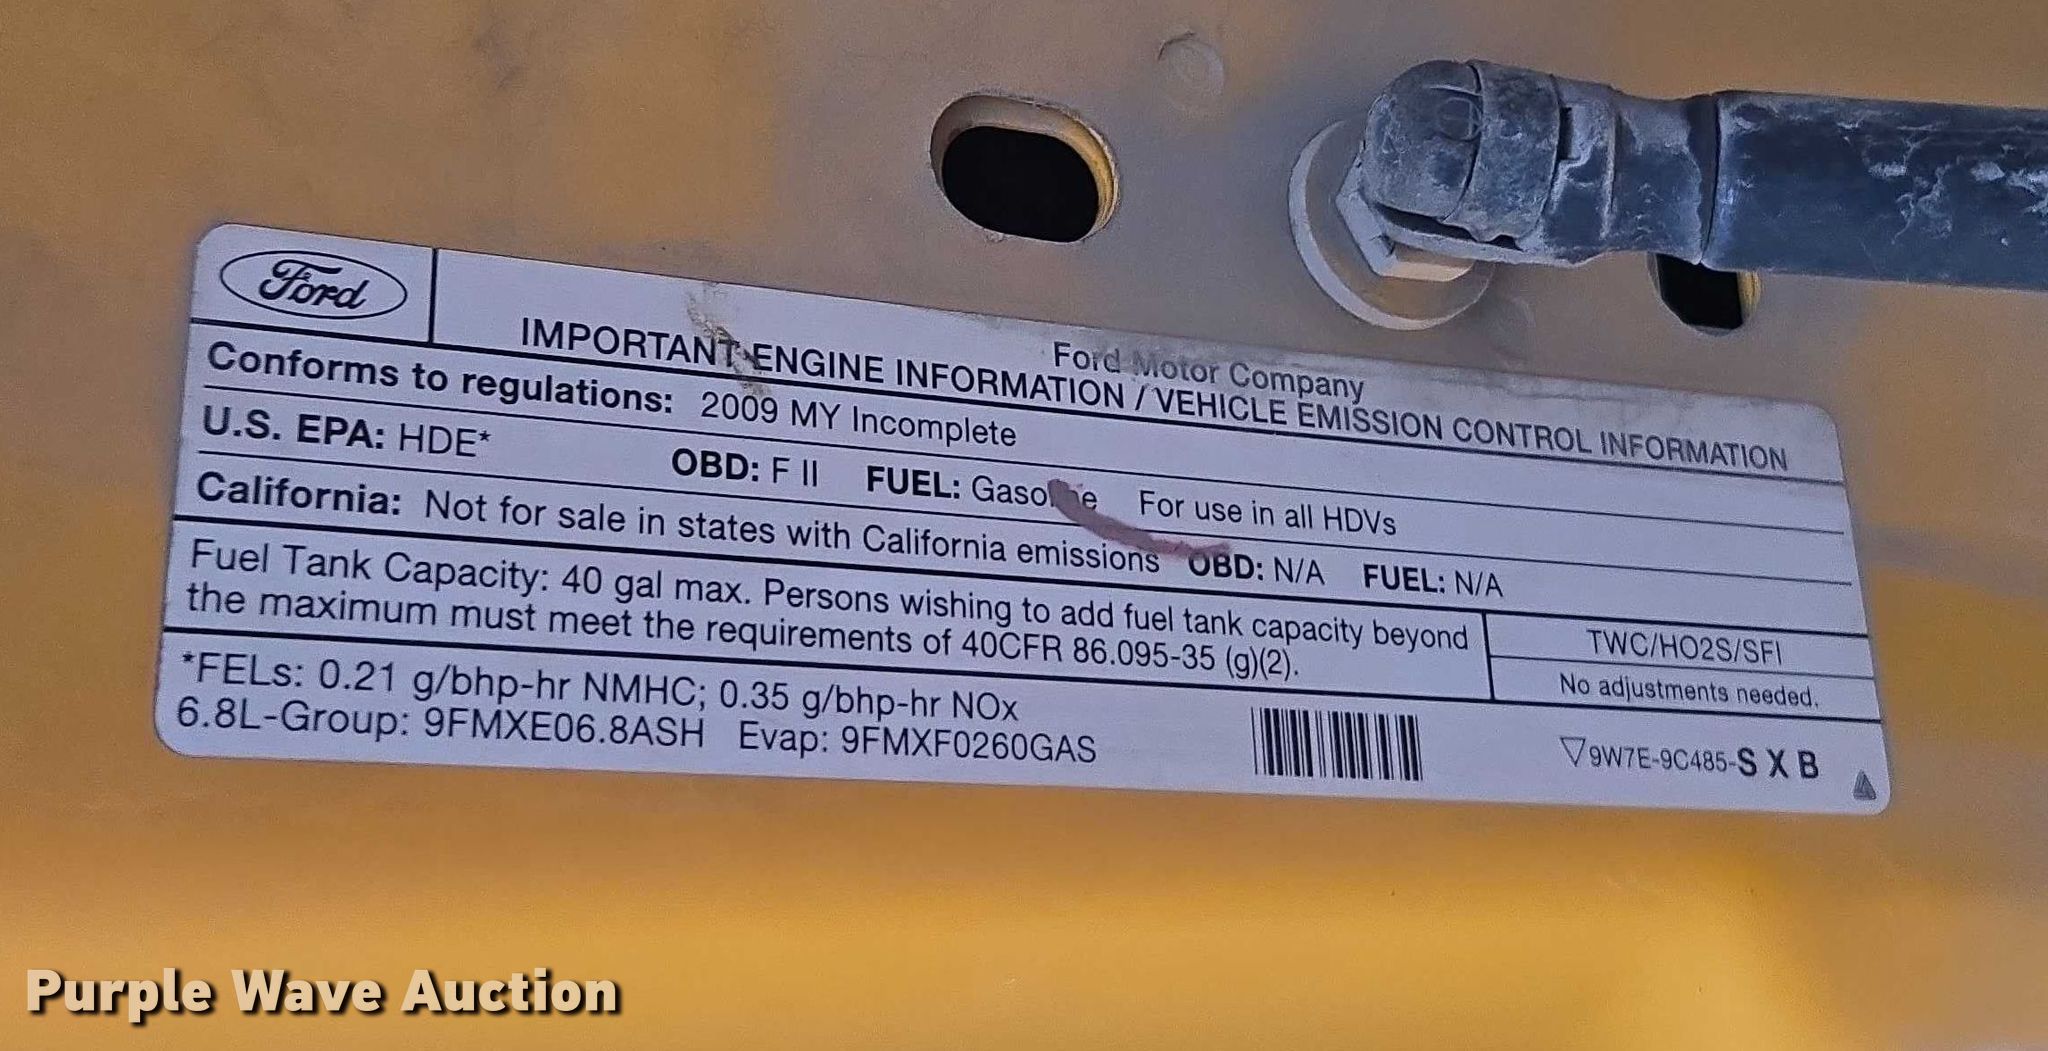 Ford
Ford Motor Company
IMPORTANT ENGINE INFORMATION / VEHICLE EMISSION CONTROL INFORMATION
Conforms to regulations: 2009 MY Incomplete
U.S. EPA: HDE* OBD: F II FUEL: Gasoline For use in all HDVs
California: Not for sale in states with California emissions OBD: N/A FUEL: N/A
Fuel Tank Capacity: 40 gal max. Persons wishing to add fuel tank capacity beyond
the maximum must meet the requirements of 40CFR 86.095-35 (g)(2).
TWC/HO2S/SFI
No adjustments needed.
*FELs: 0.21 g/bhp-hr NMHC; 0.35 g/bhp-hr NOx
6.8L-Group: 9FMXE06.8ASH Evap: 9FMXF0260GAS
▽9W7E-9C485-S X B
Purple Wave Auction